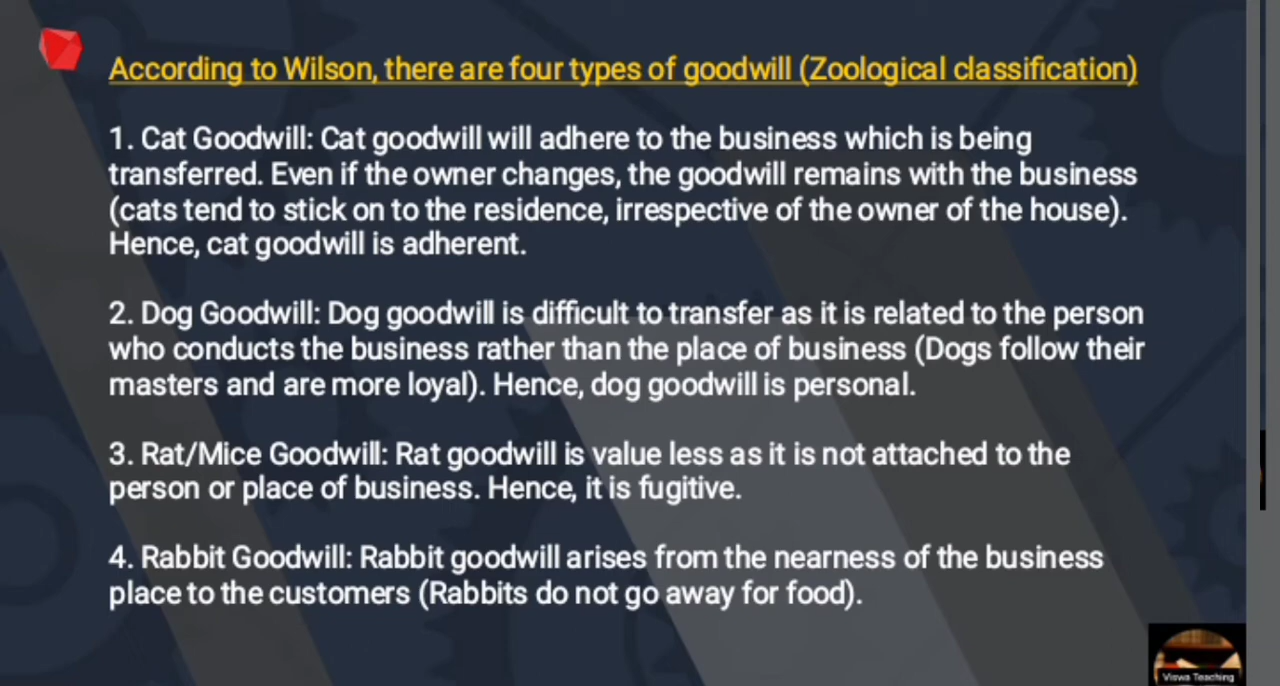 According to Wilson, there are four types of goodwill (Zoological classification)
1. Cat Goodwill: Cat goodwill will adhere to the business which is being
transferred. Even if the owner changes, the goodwill remains with the business
(cats tend to stick on to the residence, irrespective of the owner of the house).
Hence, cat goodwill is adherent.
2. Dog Goodwill: Dog goodwill is difficult to transfer as it is related to the person
who conducts the business rather than the place of business (Dogs follow their
masters and are more loyal). Hence, dog goodwill is personal.
3. Rat/Mice Goodwill: Rat goodwill is value less as it is not attached to the
person or place of business. Hence, it is fugitive.
4. Rabbit Goodwill: Rabbit goodwill arises from the nearness of the business
place to the customers (Rabbits do not go away for food).
Viswa Teaching